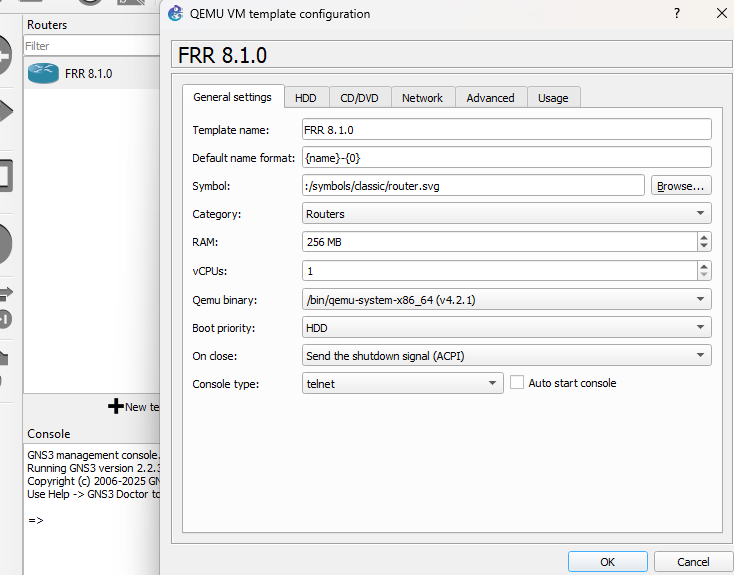 QEMU VM template configuration
?
Routers
Filter
FRR 8.1.0
FRR 8.1.0
General settings
HDD
CD/DVD
Network
Advanced
Usage
Template name:
FRR 8.1.0
Default name format:
{name}-{0}
Symbol:
:/symbols/classic/router.svg
Browse...
Category:
Routers
RAM:
256 MB
vCPUs:
1
Qemu binary:
/bin/qemu-system-x86_64 (v4.2.1)
Boot priority:
HDD
On close:
Send the shutdown signal (ACPI)
Console type:
telnet
Auto start console
New te
Console
GNS3 management console.
Running GNS3 version 2.2.
Copyright (c) 2006-2025 GN
Use Help -> GNS3 Doctor to
=>
OK
Cancel